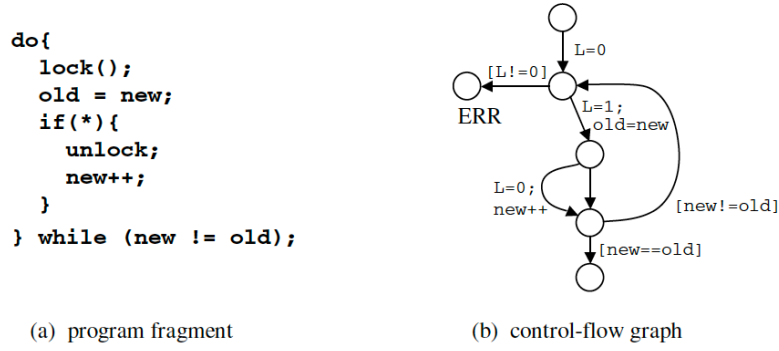 do{
lock();
old = new;
if(*){
unlock;
new++;
}
} while (new != old);
(a) program fragment
L=0
[L!=0]
ERR
L=1;
old=new
L=0;
new++
[new!=old]
[new==old]
(b) control-flow graph